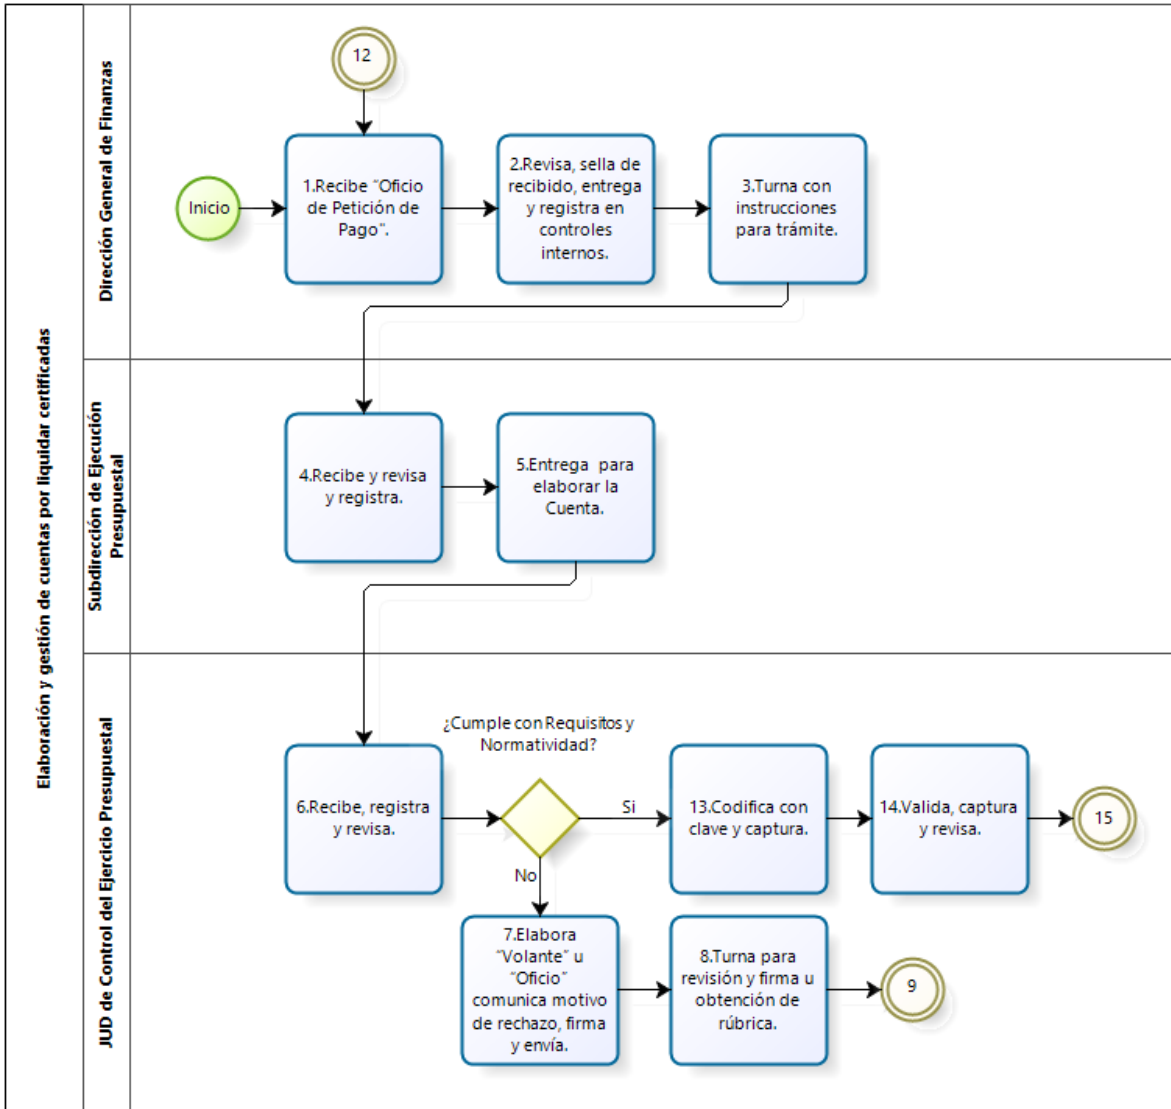 Elaboración y gestión de cuentas por liquidar certificadas
Dirección General de Finanzas
12
Inicio
1.Recibe “Oficio
de Petición de
Pago”.
2.Revisa, sella de
recibido, entrega
y registra en
controles
internos.
3.Turna con
instrucciones
para trámite.
Subdirección de Ejecución
Presupuestal
4.Recibe y revisa
y registra.
5.Entrega para
elaborar la
Cuenta.
JUD de Control del Ejercicio Presupuestal
6.Recibe, registra
y revisa.
¿Cumple con Requisitos y
Normatividad?
Si
13.Codifica con
clave y captura.
14.Valida, captura
y revisa.
15
No
7.Elabora
“Volante” u
“Oficio”
comunica motivo
de rechazo, firma
y envía.
8.Turna para
revisión y firma u
obtención de
rúbrica.
9